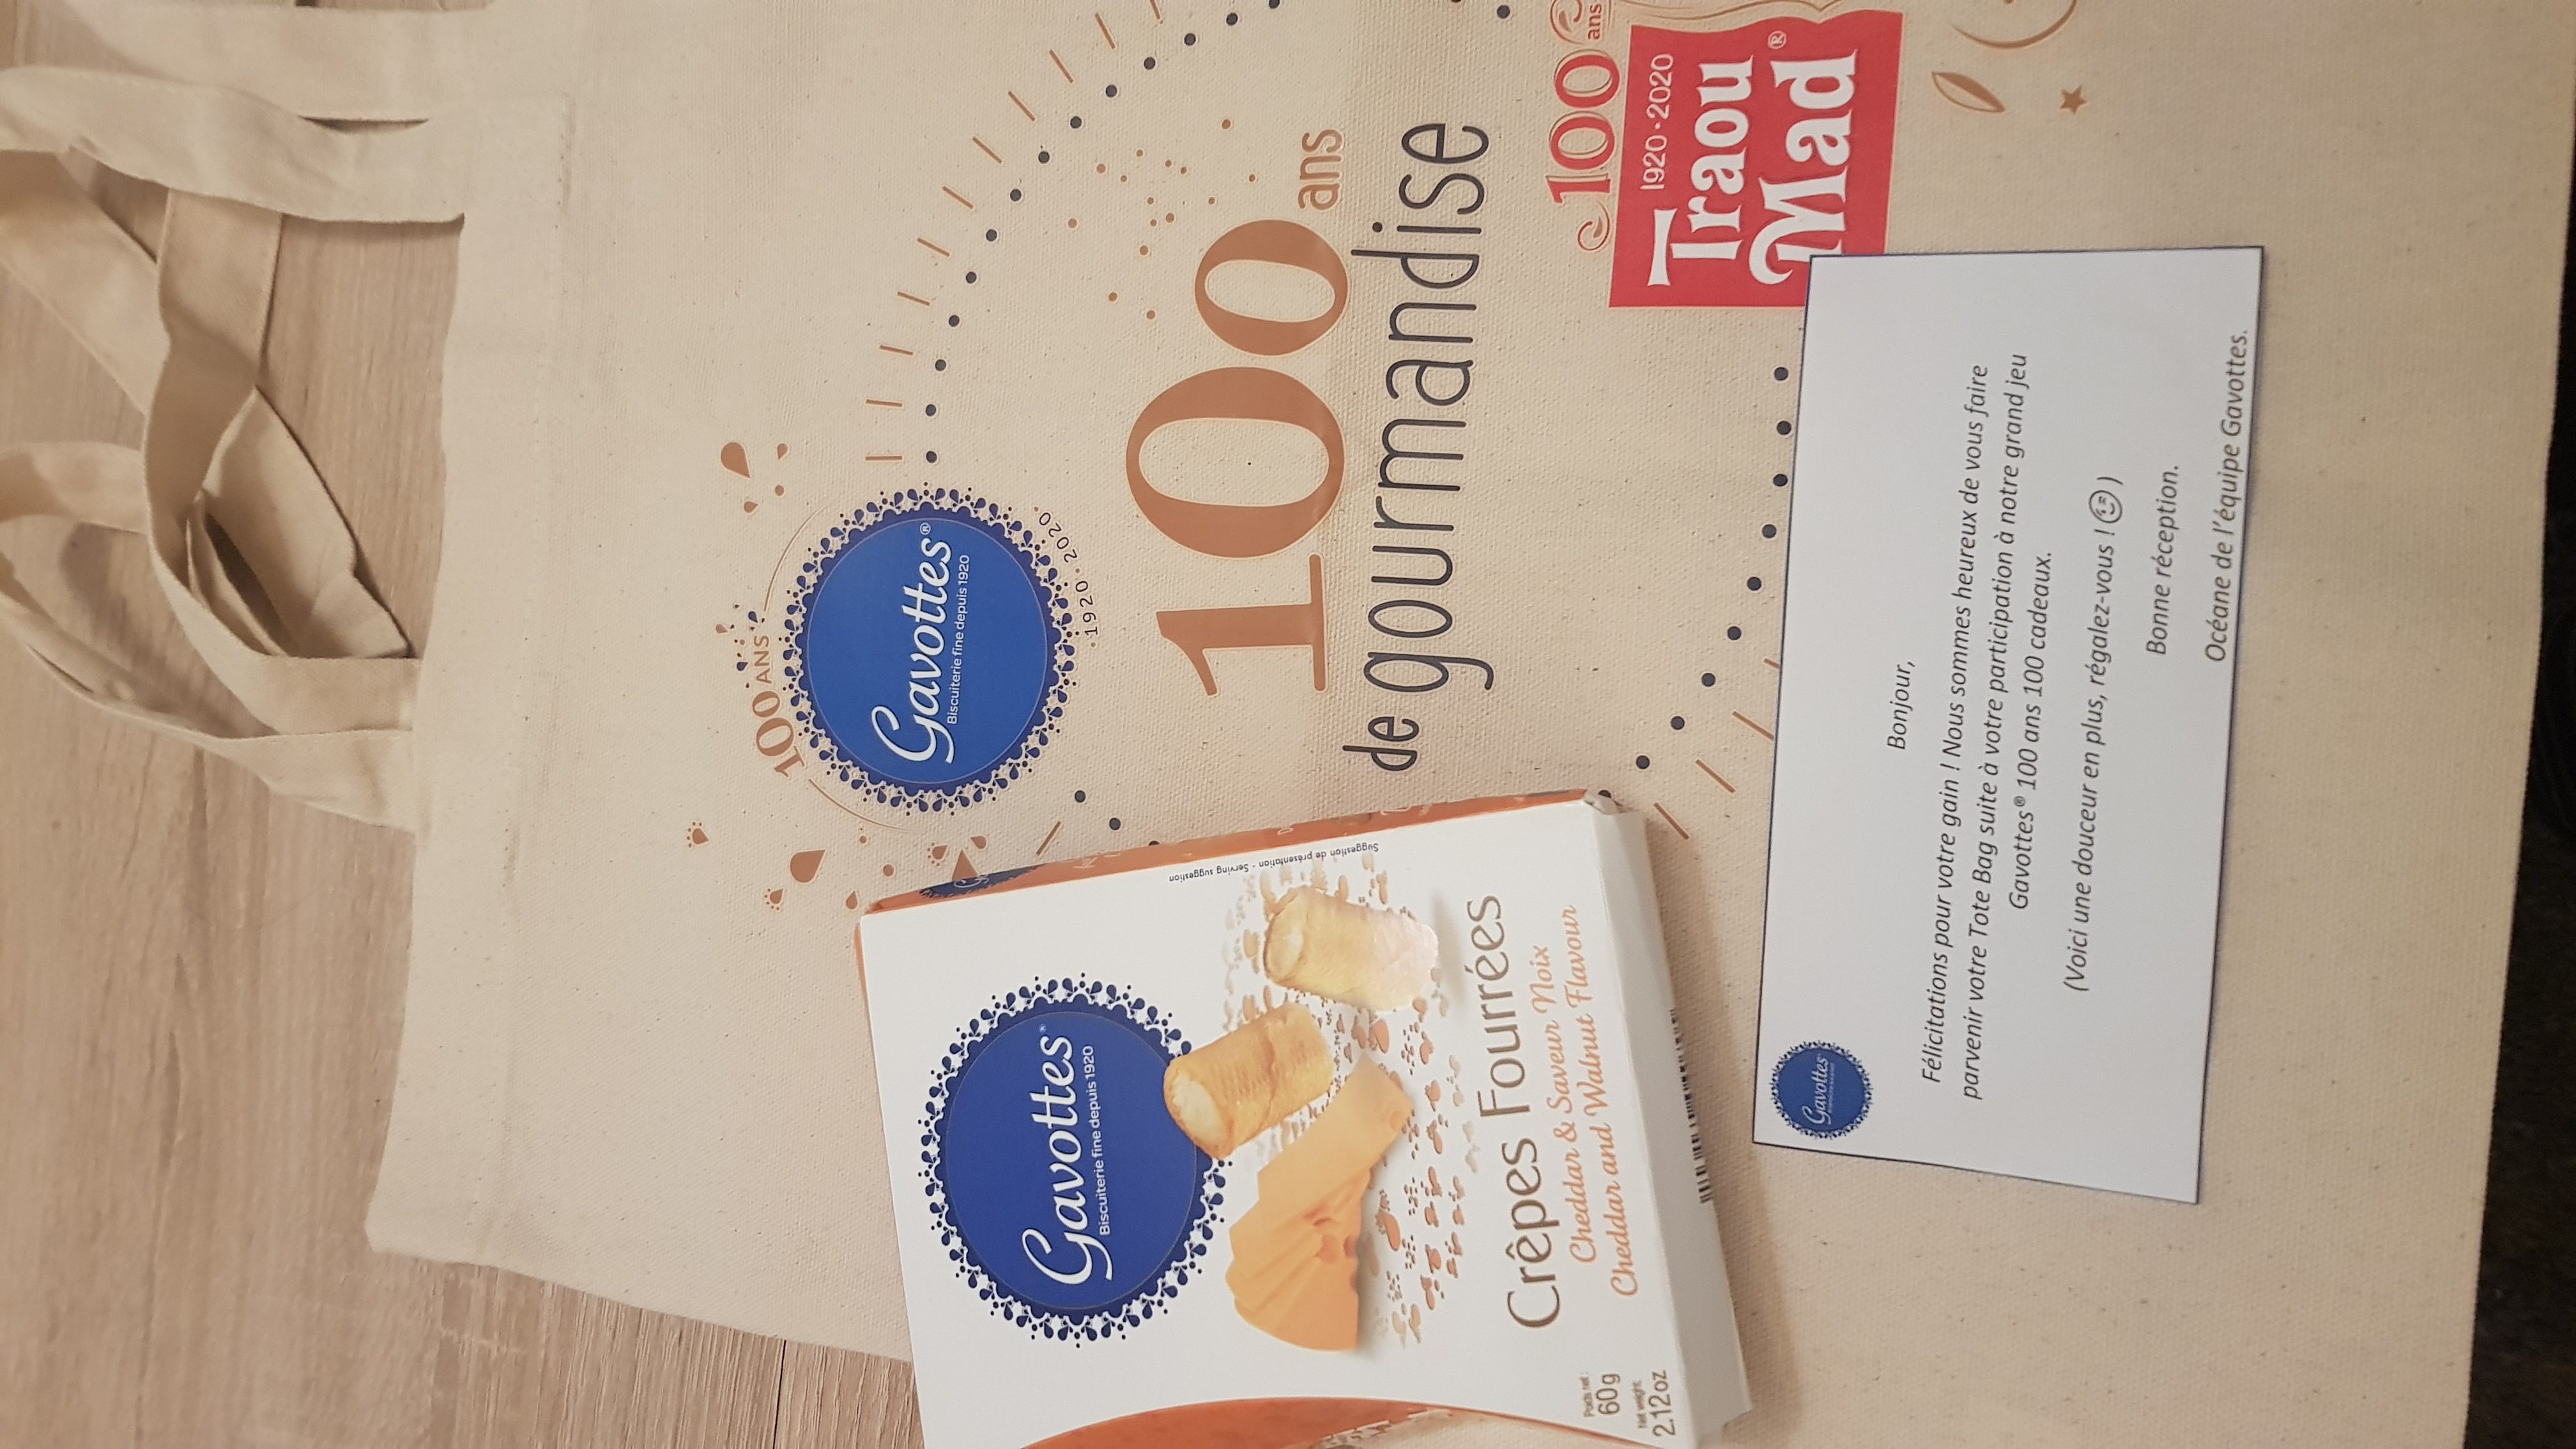 100 ANS
Gavottes®
Biscuiterie fine depuis 1920
1920·2020
100 ans
de gourmandise
100 ans
1920·2020
Traou
Mad®
Gavottes®
Biscuiterie fine depuis 1920
Suggestion de présentation - Serving suggestion
Crêpes Fourrées
Cheddar & Saveur Noix
Cheddar and Walnut Flavour
Poids net :
60g
Net weight:
2.12oz
Gavottes
Bonjour,
Félicitations pour votre gain ! Nous sommes heureux de vous faire
parvenir votre Tote Bag suite à votre participation à notre grand jeu
Gavottes® 100 ans 100 cadeaux.
(Voici une douceur en plus, régalez-vous ! 😉)
Bonne réception.
Océane de l'équipe Gavottes.